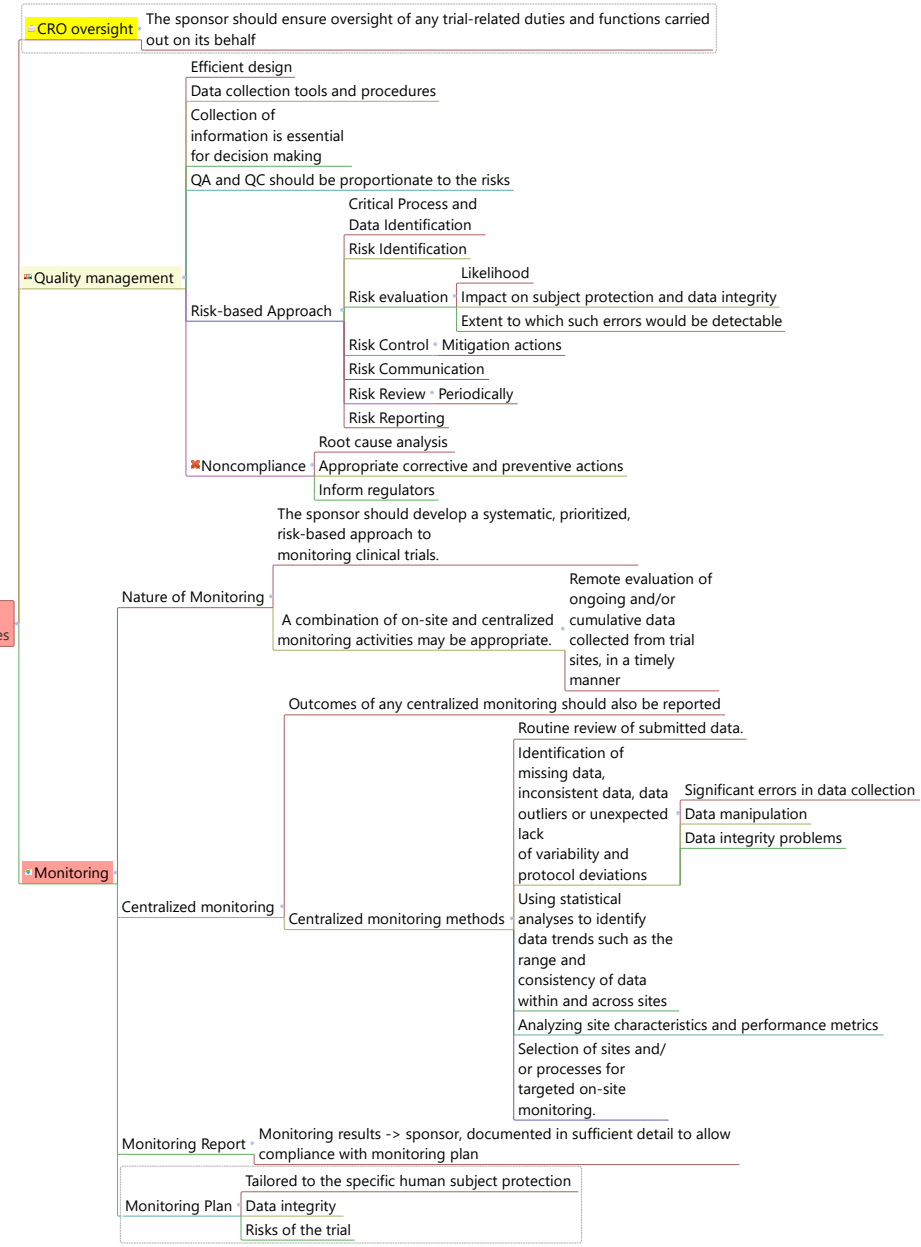 CRO oversight
The sponsor should ensure oversight of any trial-related duties and functions carried
out on its behalf
Quality management
Efficient design
Data collection tools and procedures
Collection of
information is essential
for decision making
QA and QC should be proportionate to the risks
Risk-based Approach
Critical Process and
Data Identification
Risk Identification
Risk evaluation
Likelihood
Impact on subject protection and data integrity
Extent to which such errors would be detectable
Risk Control
Mitigation actions
Risk Communication
Risk Review
Periodically
Risk Reporting
Noncompliance
Root cause analysis
Appropriate corrective and preventive actions
Inform regulators
es
Monitoring
Nature of Monitoring
The sponsor should develop a systematic, prioritized,
risk-based approach to
monitoring clinical trials.
A combination of on-site and centralized
monitoring activities may be appropriate.
Remote evaluation of
ongoing and/or
cumulative data
collected from trial
sites, in a timely
manner
Centralized monitoring
Outcomes of any centralized monitoring should also be reported
Centralized monitoring methods
Routine review of submitted data.
Identification of
missing data,
inconsistent data, data
outliers or unexpected
lack
of variability and
protocol deviations
Significant errors in data collection
Data manipulation
Data integrity problems
Using statistical
analyses to identify
data trends such as the
range and
consistency of data
within and across sites
Analyzing site characteristics and performance metrics
Selection of sites and/
or processes for
targeted on-site
monitoring.
Monitoring Report
Monitoring results -> sponsor, documented in sufficient detail to allow
compliance with monitoring plan
Monitoring Plan
Tailored to the specific human subject protection
Data integrity
Risks of the trial